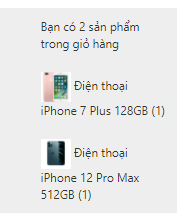 Bạn có 2 sản phẩm
trong giỏ hàng
Điện thoại
iPhone 7 Plus 128GB (1)
Điện thoại
iPhone 12 Pro Max
512GB (1)